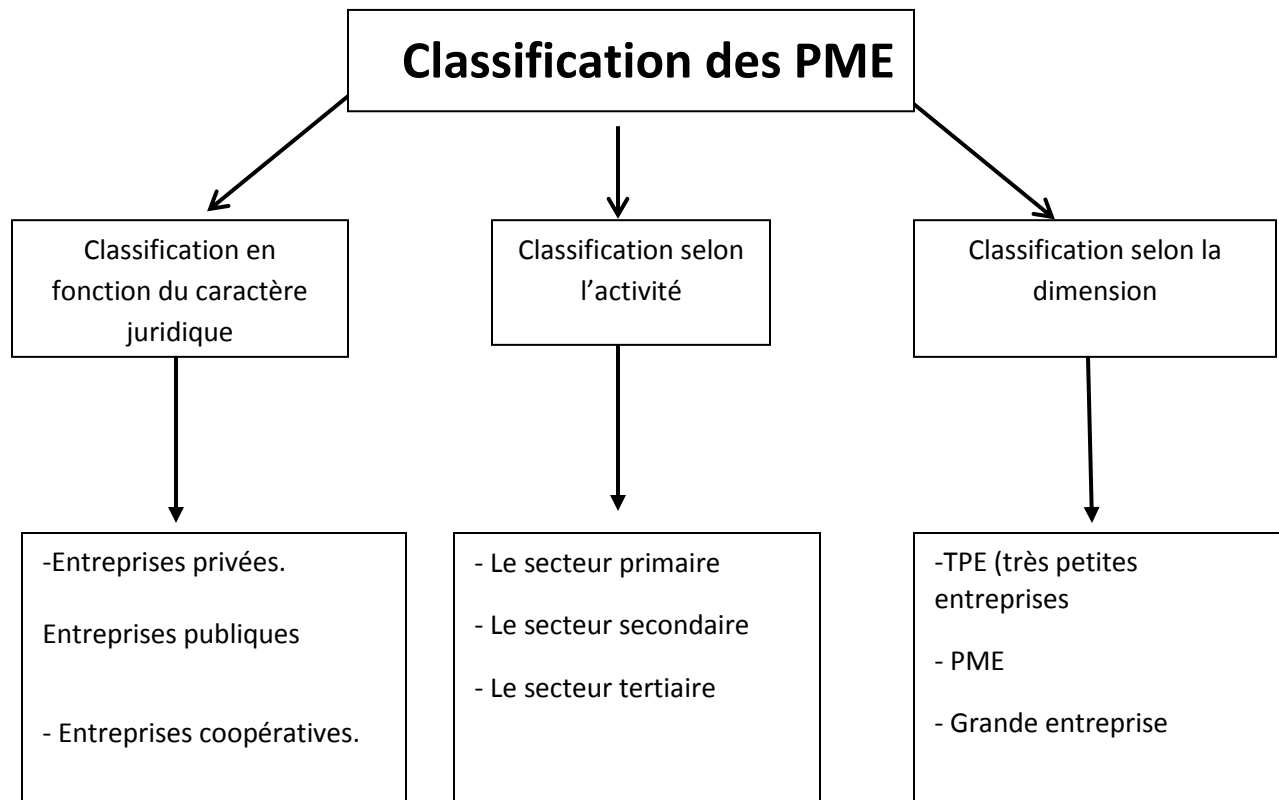 Classification des PME
Classification en
fonction du caractère
juridique
Classification selon
l’activité
Classification selon la
dimension
-Entreprises privées.
Entreprises publiques
- Entreprises coopératives.
- Le secteur primaire
- Le secteur secondaire
- Le secteur tertiaire
-TPE (très petites
entreprises
- PME
- Grande entreprise